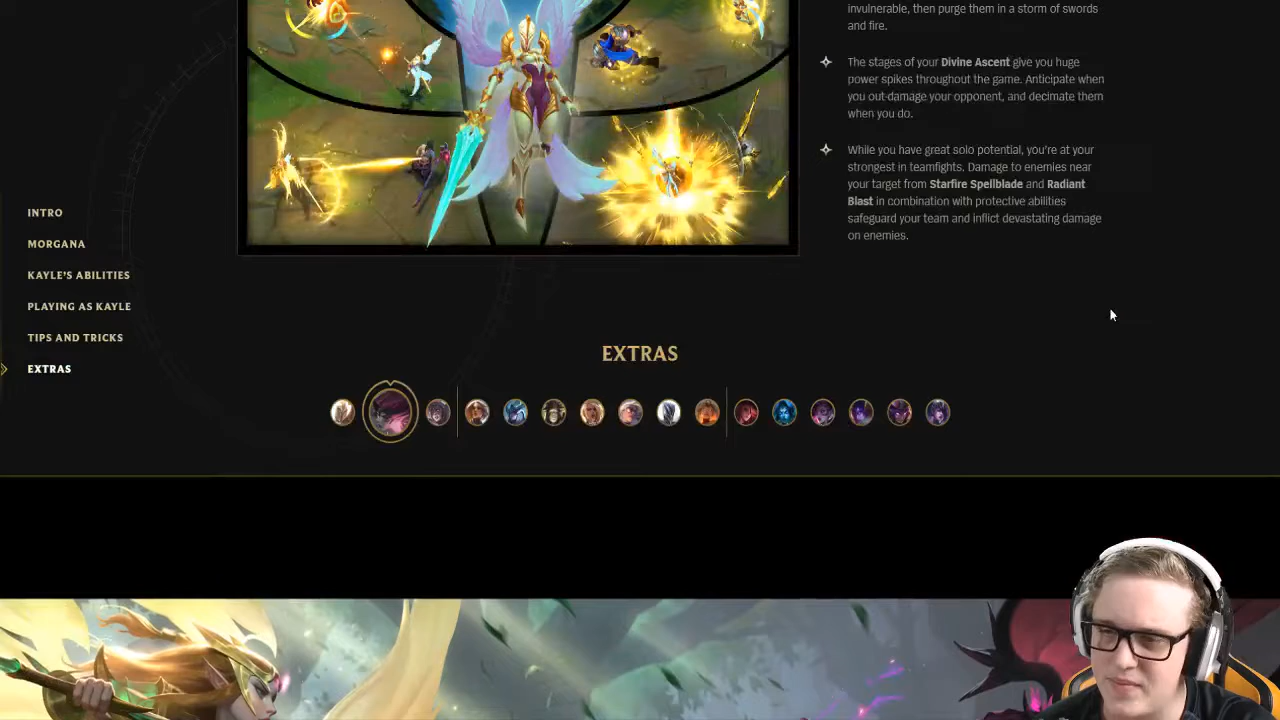 invulnerable, then purge them in a storm of swords
and fire.
The stages of your Divine Ascent give you huge
power spikes throughout the game. Anticipate when
you out-damage your opponent, and decimate them
when you do.
While you have great solo potential, you're at your
strongest in teamfights. Damage to enemies near
your target from Starfire Spellblade and Radiant
Blast in combination with protective abilities
safeguard your team and inflict devastating damage
on enemies.
INTRO
MORGANA
KAYLE'S ABILITIES
PLAYING AS KAYLE
TIPS AND TRICKS
EXTRAS
EXTRAS